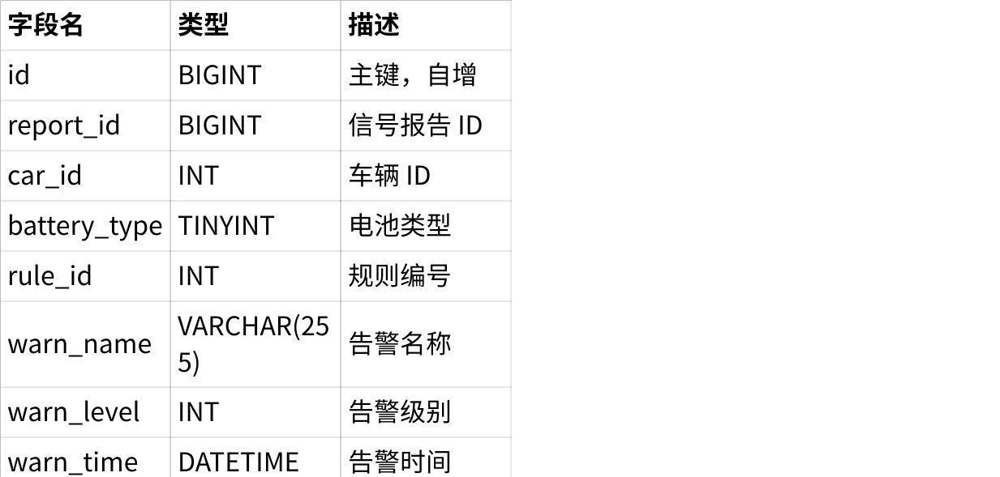 字段名 类型 描述
id BIGINT 主键，自增
report_id BIGINT 信号报告 ID
car_id INT 车辆 ID
battery_type TINYINT 电池类型
rule_id INT 规则编号
warn_name VARCHAR(25
5) 告警名称
warn_level INT 告警级别
warn_time DATETIME 告警时间